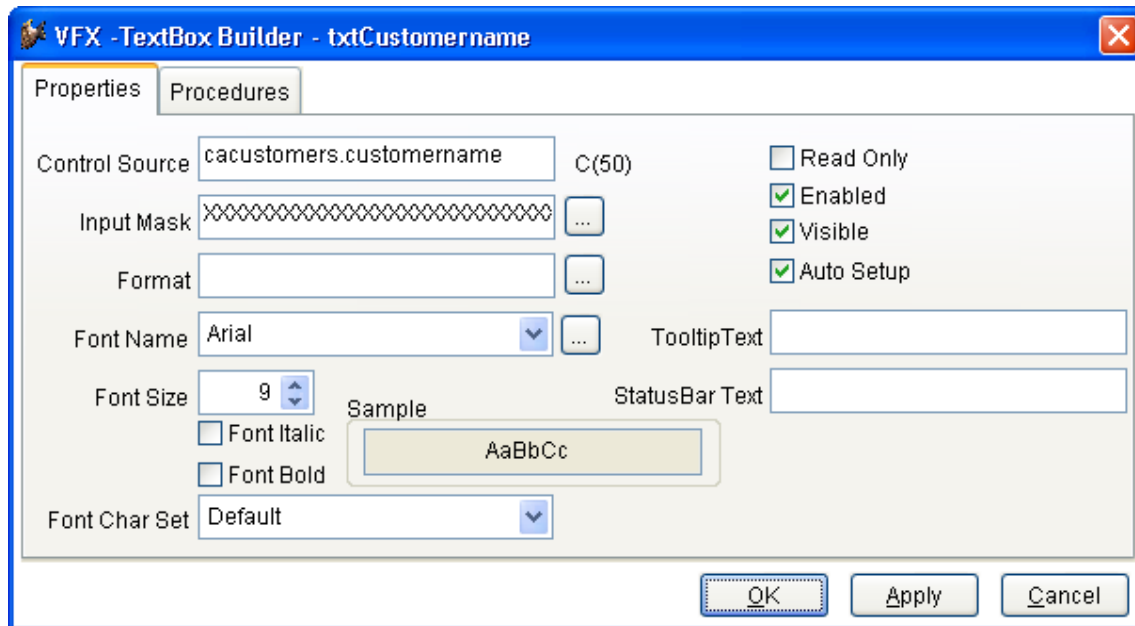 VFX -TextBox Builder - txtCustomername
Properties
Procedures
Control Source
cacustomers.customername
C(50)
Read Only
Enabled
Input Mask
XXXXXXXXXXXXXXXXXXXXXXXXXXX
...
Visible
Format
...
Auto Setup
Font Name
Arial
...
TooltipText
Font Size
9
StatusBar Text
Sample
Font Italic
AaBbCc
Font Bold
Font Char Set
Default
OK
Apply
Cancel